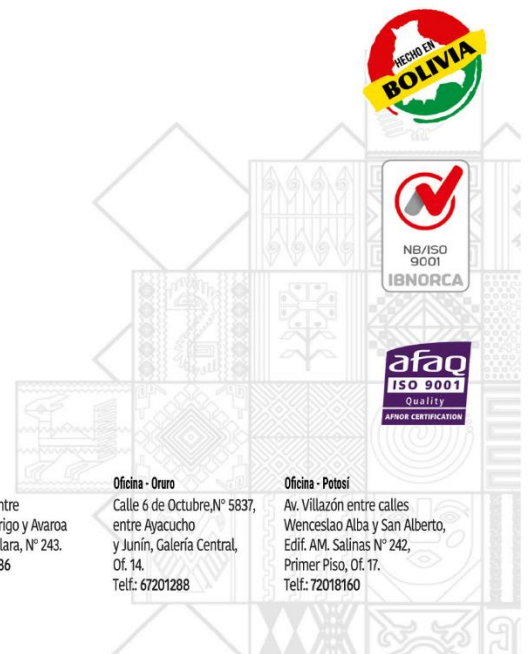 HECHO EN
BOLIVIA
NB/ISO
9001
IBNORCA
afaq
ISO 9001
Quality
AFNOR CERTIFICATION
Oficina - Oruro
Calle 6 de Octubre,N° 5837,
entre Ayacucho
y Junín, Galería Central,
Of. 14.
Telf.: 67201288
Oficina - Potosí
Av. Villazón entre calles
Wenceslao Alba y San Alberto,
Edif. AM. Salinas N° 242,
Primer Piso, Of. 17.
Telf.: 72018160
y Avaroa
N° 243.